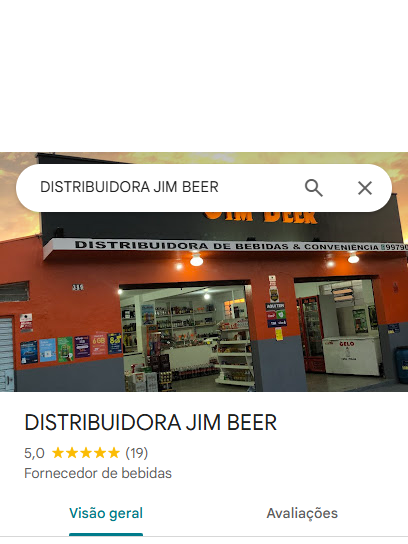 DISTRIBUIDORA JIM BEER
JIM BEER
DISTRIBUIDORA DE BEBIDAS & CONVENIÊNCIA
315
GELO
DISTRIBUIDORA JIM BEER
5,0 ★★★★★ (19)
Fornecedor de bebidas
Visão geral
Avaliações